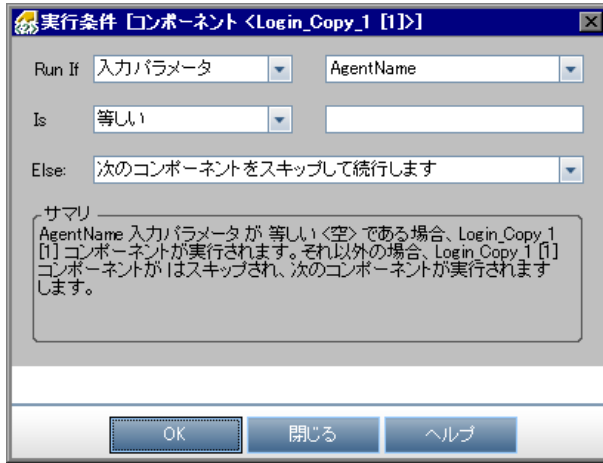 実行条件 [コンポーネント <Login_Copy_1 [1]>]
Run If 入力パラメータ AgentName
Is 等しい
Else: 次のコンポーネントをスキップして続行します
サマリ
AgentName 入力パラメータ が 等しい <空> である場合、Login_Copy_1
[1] コンポーネントが実行されます。それ以外の場合、Login_Copy_1 [1]
コンポーネントが はスキップされ、次のコンポーネントが実行されます
します。
OK 閉じる ヘルプ